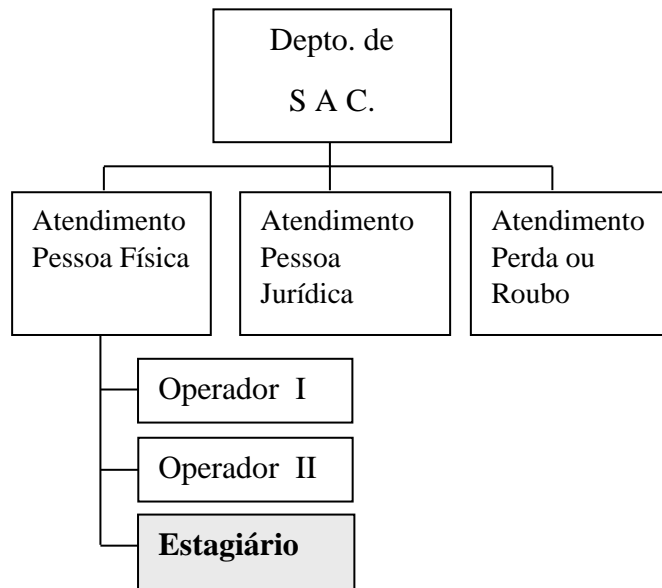 Depto. de
S A C.
Atendimento
Pessoa Física
Atendimento
Pessoa
Jurídica
Atendimento
Perda ou
Roubo
Operador I
Operador II
Estagiário